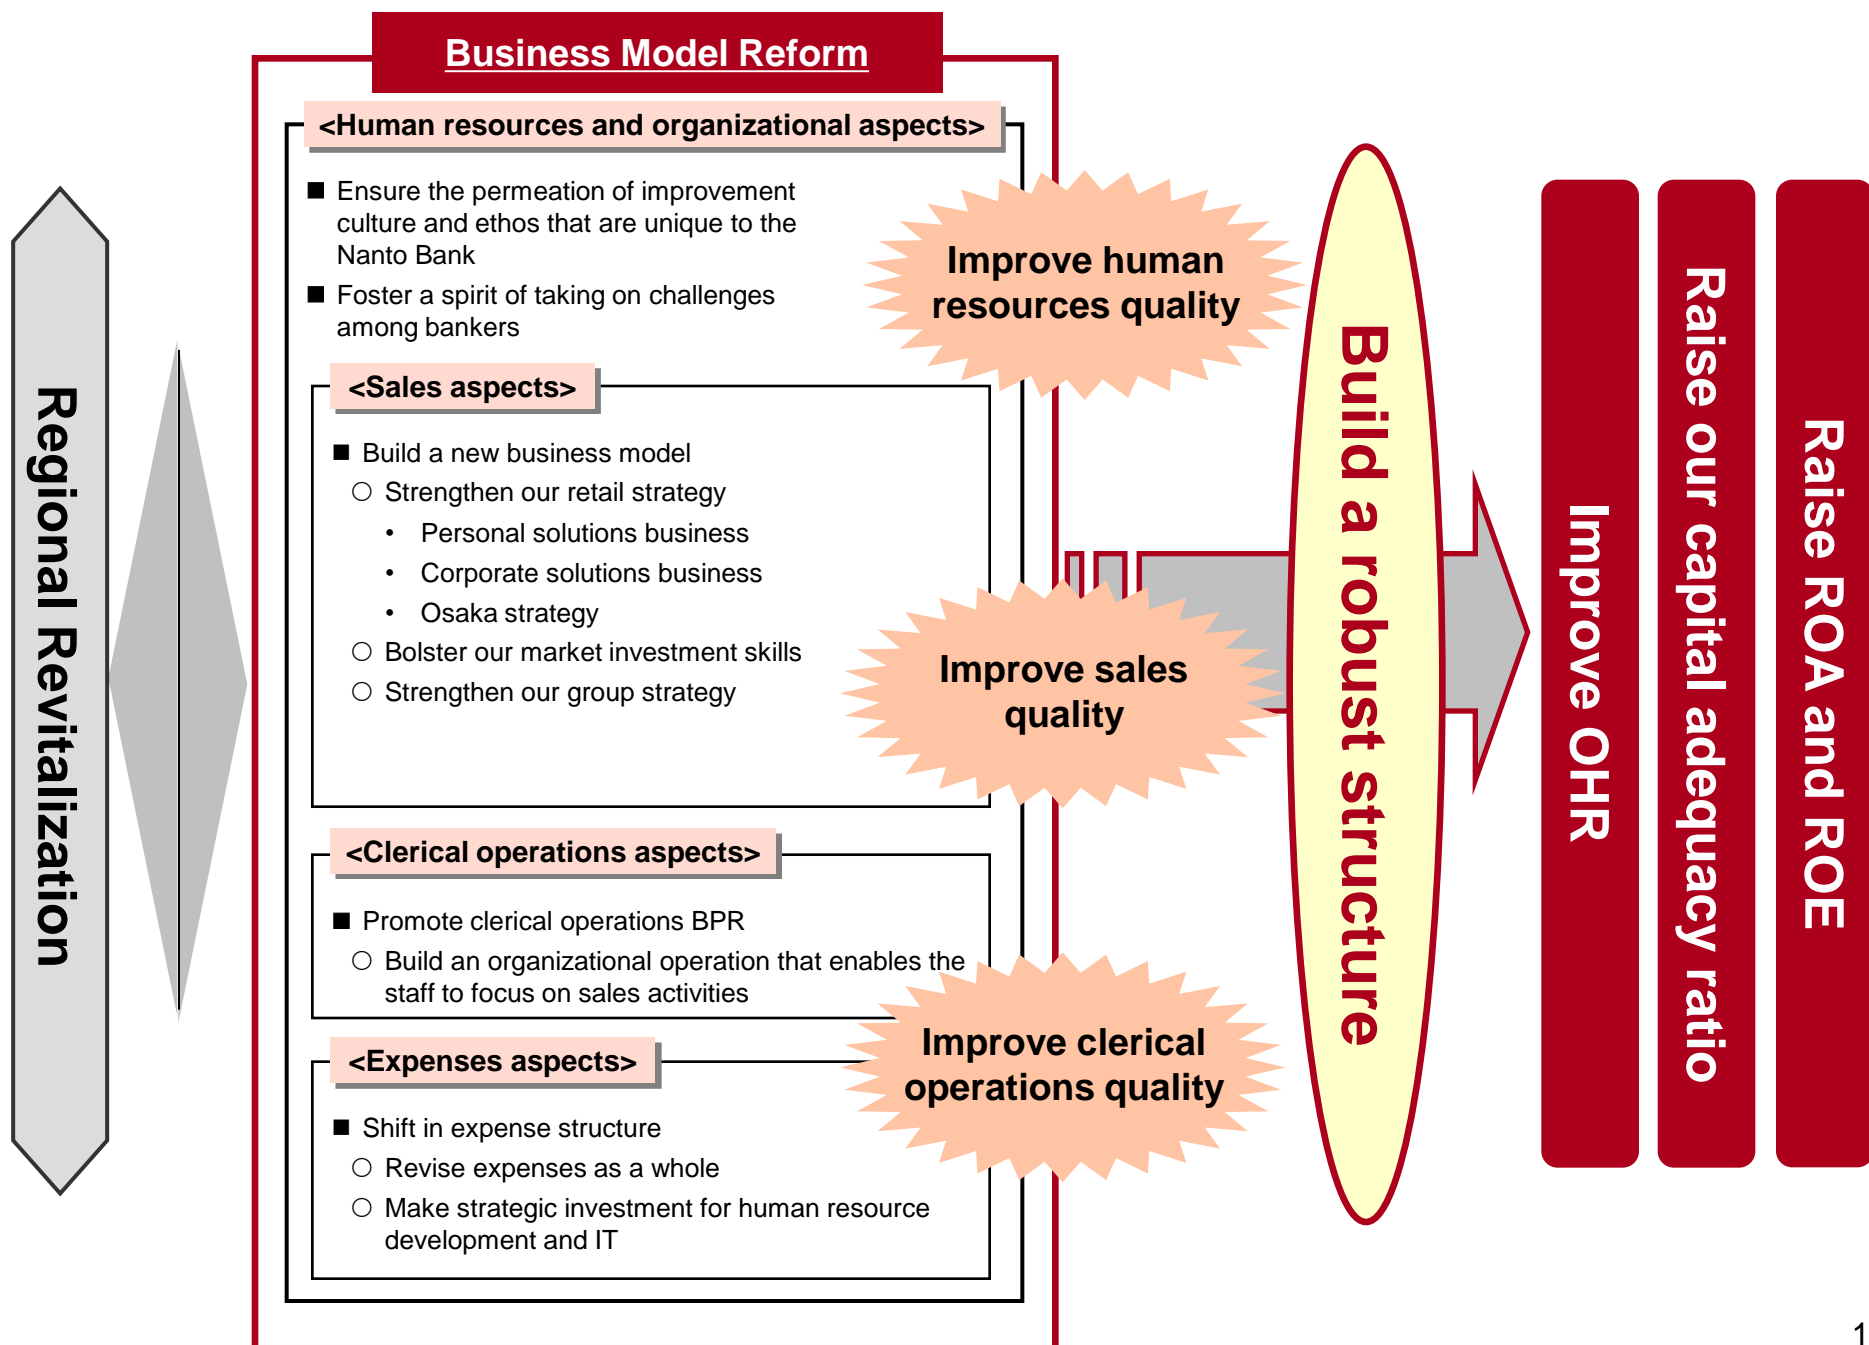 Business Model Reform
<Human resources and organizational aspects>
■ Ensure the permeation of improvement
culture and ethos that are unique to the
Nanto Bank
■ Foster a spirit of taking on challenges
among bankers
<Sales aspects>
■ Build a new business model
○ Strengthen our retail strategy
• Personal solutions business
• Corporate solutions business
• Osaka strategy
○ Bolster our market investment skills
○ Strengthen our group strategy
<Clerical operations aspects>
■ Promote clerical operations BPR
○ Build an organizational operation that enables the
staff to focus on sales activities
<Expenses aspects>
■ Shift in expense structure
○ Revise expenses as a whole
○ Make strategic investment for human resource
development and IT
Regional Revitalization
Improve human
resources quality
Improve sales
quality
Improve clerical
operations quality
Build a robust structure
Improve OHR
Raise our capital adequacy ratio
Raise ROA and ROE
1